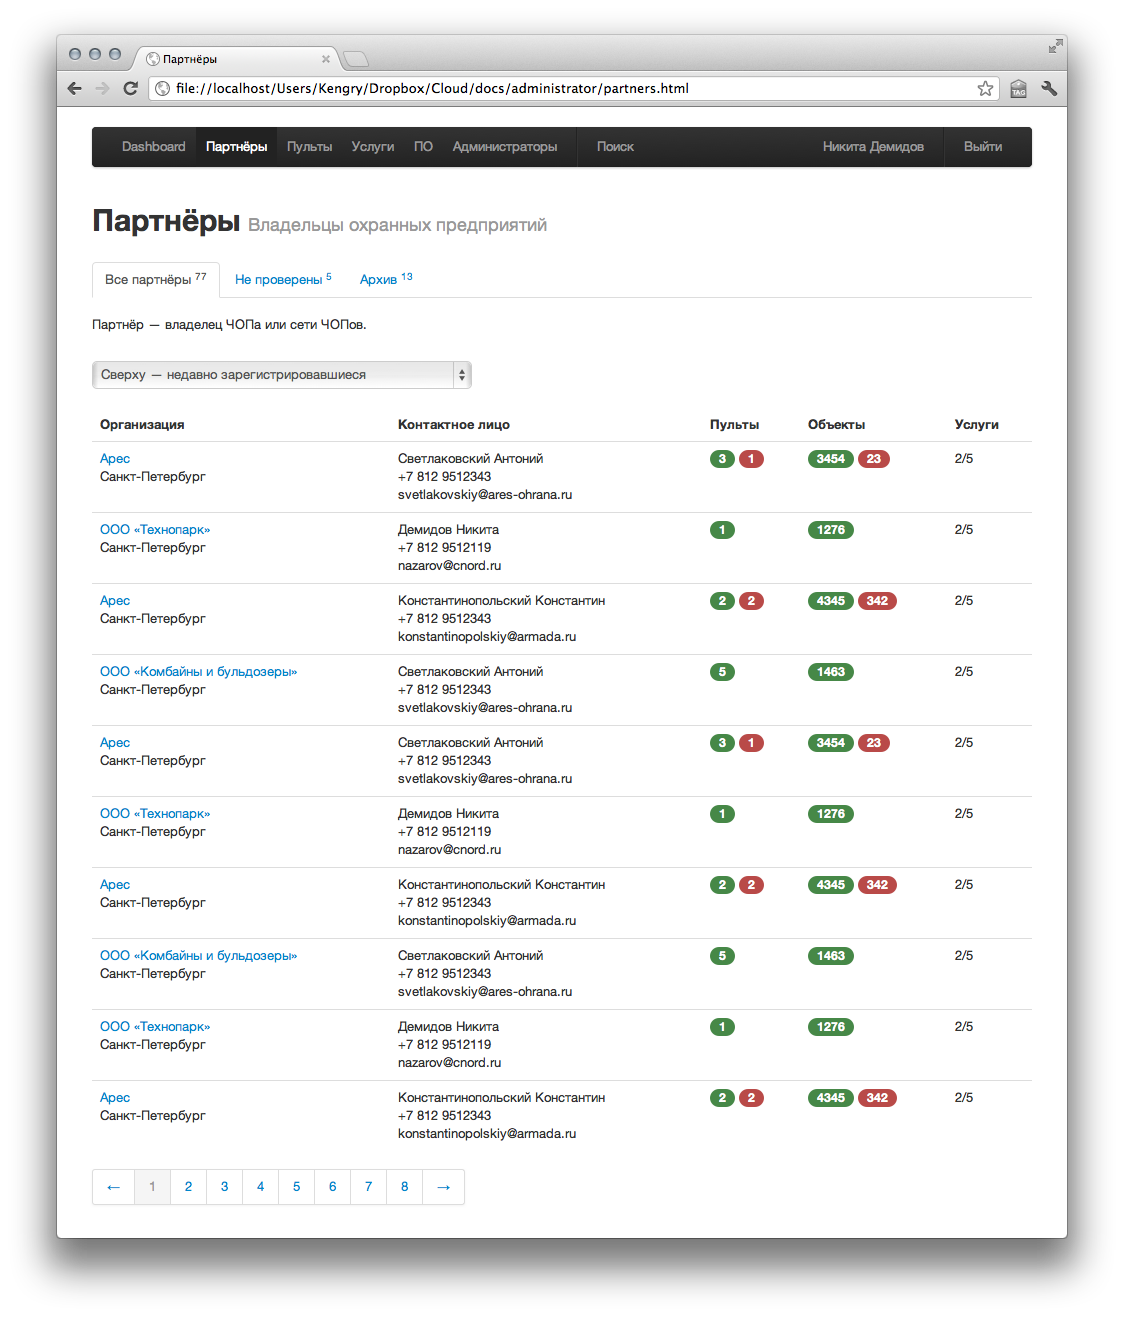 Партнёры
file://localhost/Users/Kengry/Dropbox/Cloud/docs/administrator/partners.html
TAG
Dashboard Партнёры Пульты Услуги ПО Администраторы Поиск Никита Демидов Выйти
Партнёры Владельцы охранных предприятий
Все партнёры 77 Не проверены 5 Архив 13
Партнёр — владелец ЧОПа или сети ЧОПов.
Сверху — недавно зарегистрировавшиеся
Организация Контактное лицо Пульты Объекты Услуги
Арес Светлаковский Антоний 3 1 3454 23 2/5
Санкт-Петербург +7 812 9512343
svetlakovskiy@ares-ohrana.ru
ООО «Технопарк» Демидов Никита 1 1276 2/5
Санкт-Петербург +7 812 9512119
nazarov@cnord.ru
Арес Константинопольский Константин 2 2 4345 342 2/5
Санкт-Петербург +7 812 9512343
konstantinopolskiy@armada.ru
ООО «Комбайны и бульдозеры» Светлаковский Антоний 5 1463 2/5
Санкт-Петербург +7 812 9512343
svetlakovskiy@ares-ohrana.ru
Арес Светлаковский Антоний 3 1 3454 23 2/5
Санкт-Петербург +7 812 9512343
svetlakovskiy@ares-ohrana.ru
ООО «Технопарк» Демидов Никита 1 1276 2/5
Санкт-Петербург +7 812 9512119
nazarov@cnord.ru
Арес Константинопольский Константин 2 2 4345 342 2/5
Санкт-Петербург +7 812 9512343
konstantinopolskiy@armada.ru
ООО «Комбайны и бульдозеры» Светлаковский Антоний 5 1463 2/5
Санкт-Петербург +7 812 9512343
svetlakovskiy@ares-ohrana.ru
ООО «Технопарк» Демидов Никита 1 1276 2/5
Санкт-Петербург +7 812 9512119
nazarov@cnord.ru
Арес Константинопольский Константин 2 2 4345 342 2/5
Санкт-Петербург +7 812 9512343
konstantinopolskiy@armada.ru
← 1 2 3 4 5 6 7 8 →